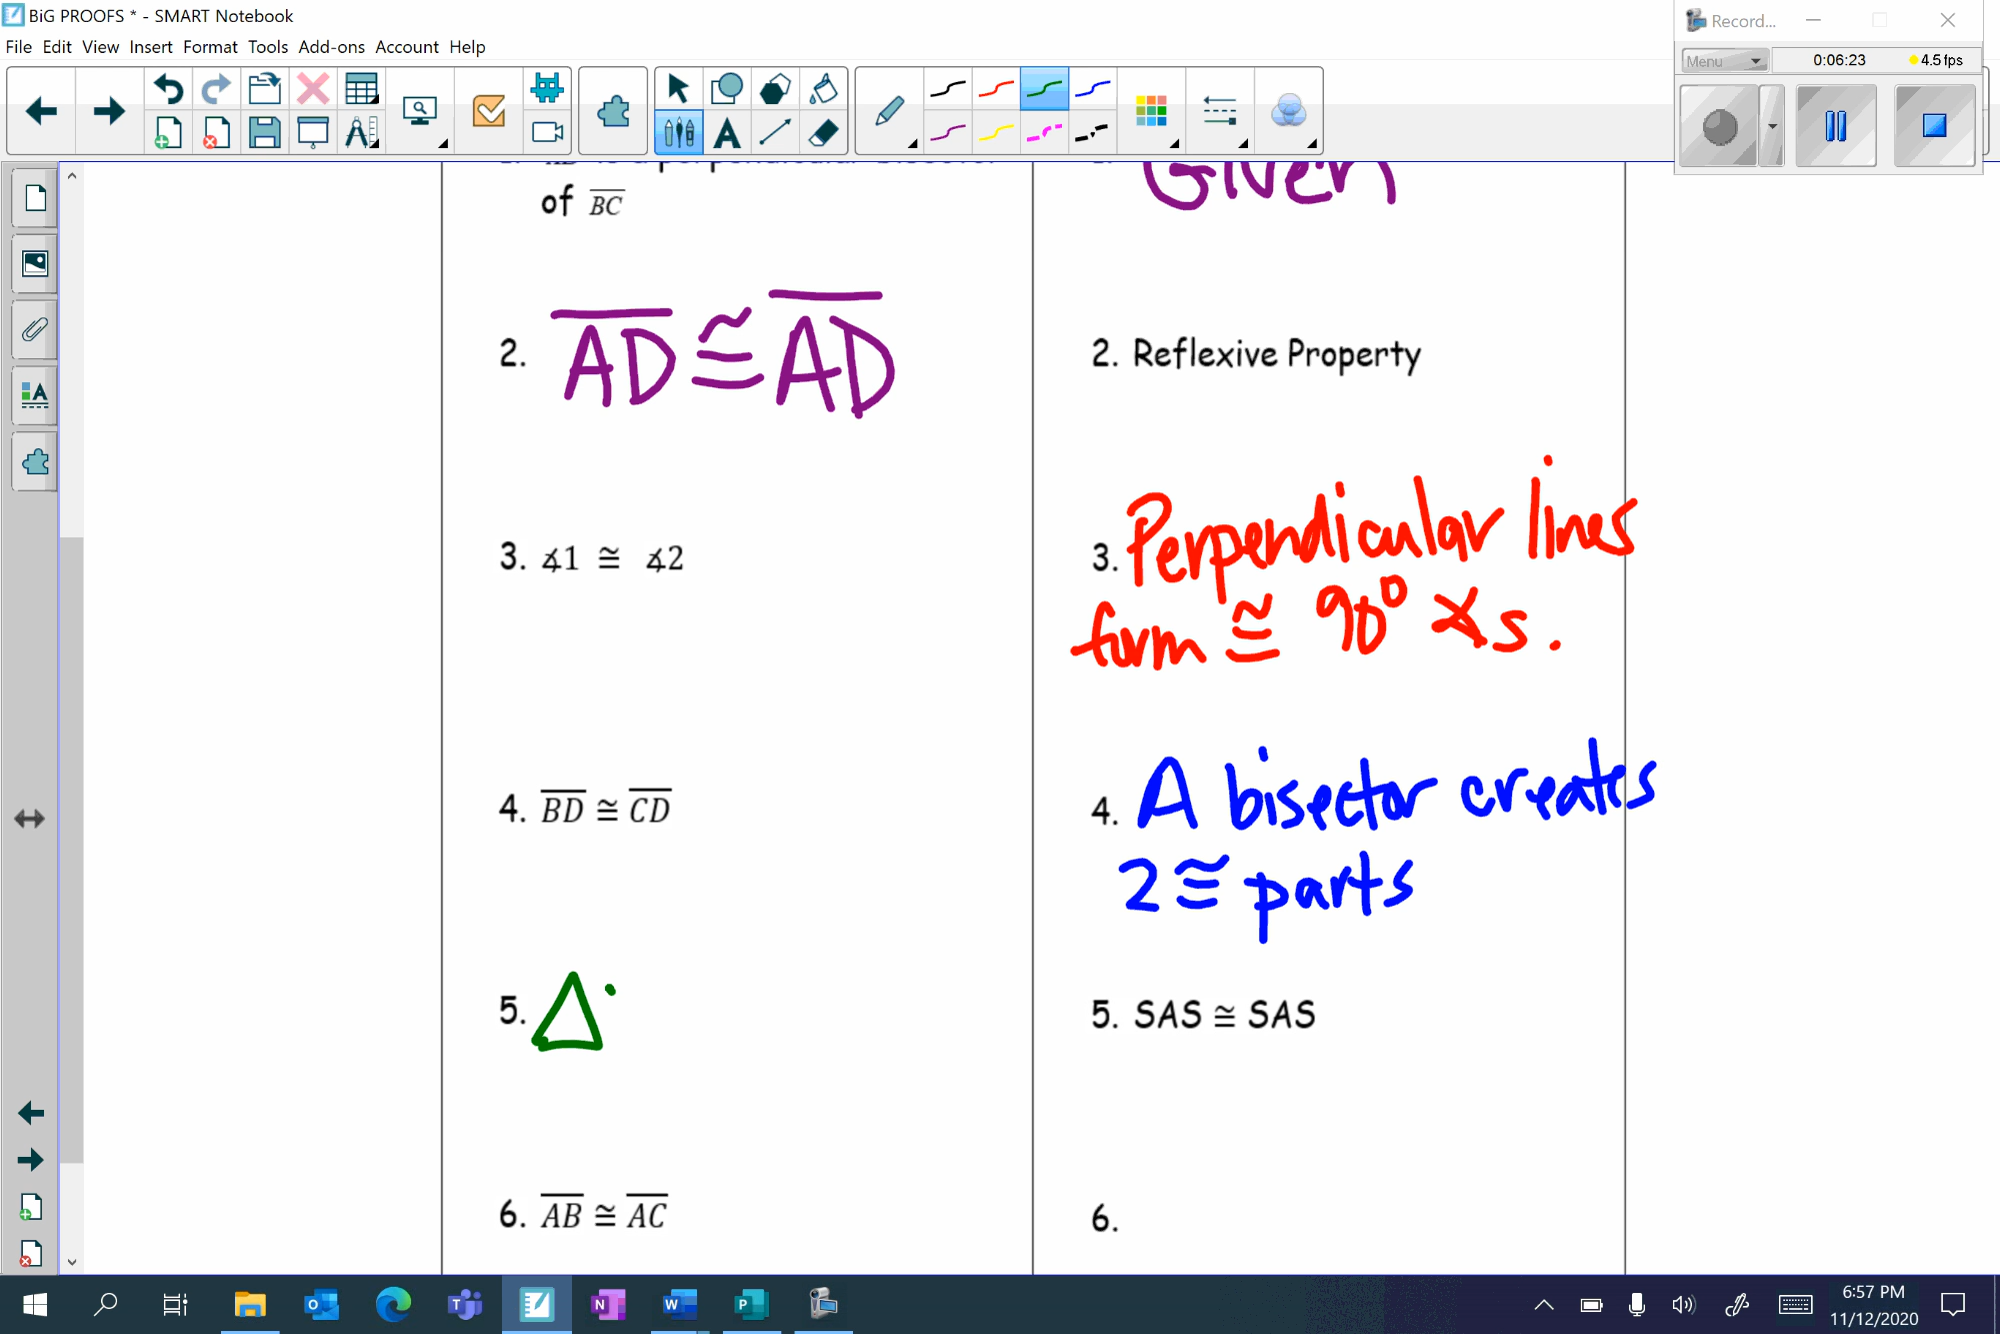 BiG PROOFS * - SMART Notebook
File Edit View Insert Format Tools Add-ons Account Help
Record...
Menu 0:06:23 4.5 fps
of BC
Given
2. AD ≅ AD
2. Reflexive Property
3. ∡1 ≅ ∡2
3. Perpendicular lines
form ≅ 90° ∡s.
4. BD ≅ CD
4. A bisector creates
2 ≅ parts
5. Δ
5. SAS ≅ SAS
6. AB ≅ AC
6.
6:57 PM
11/12/2020